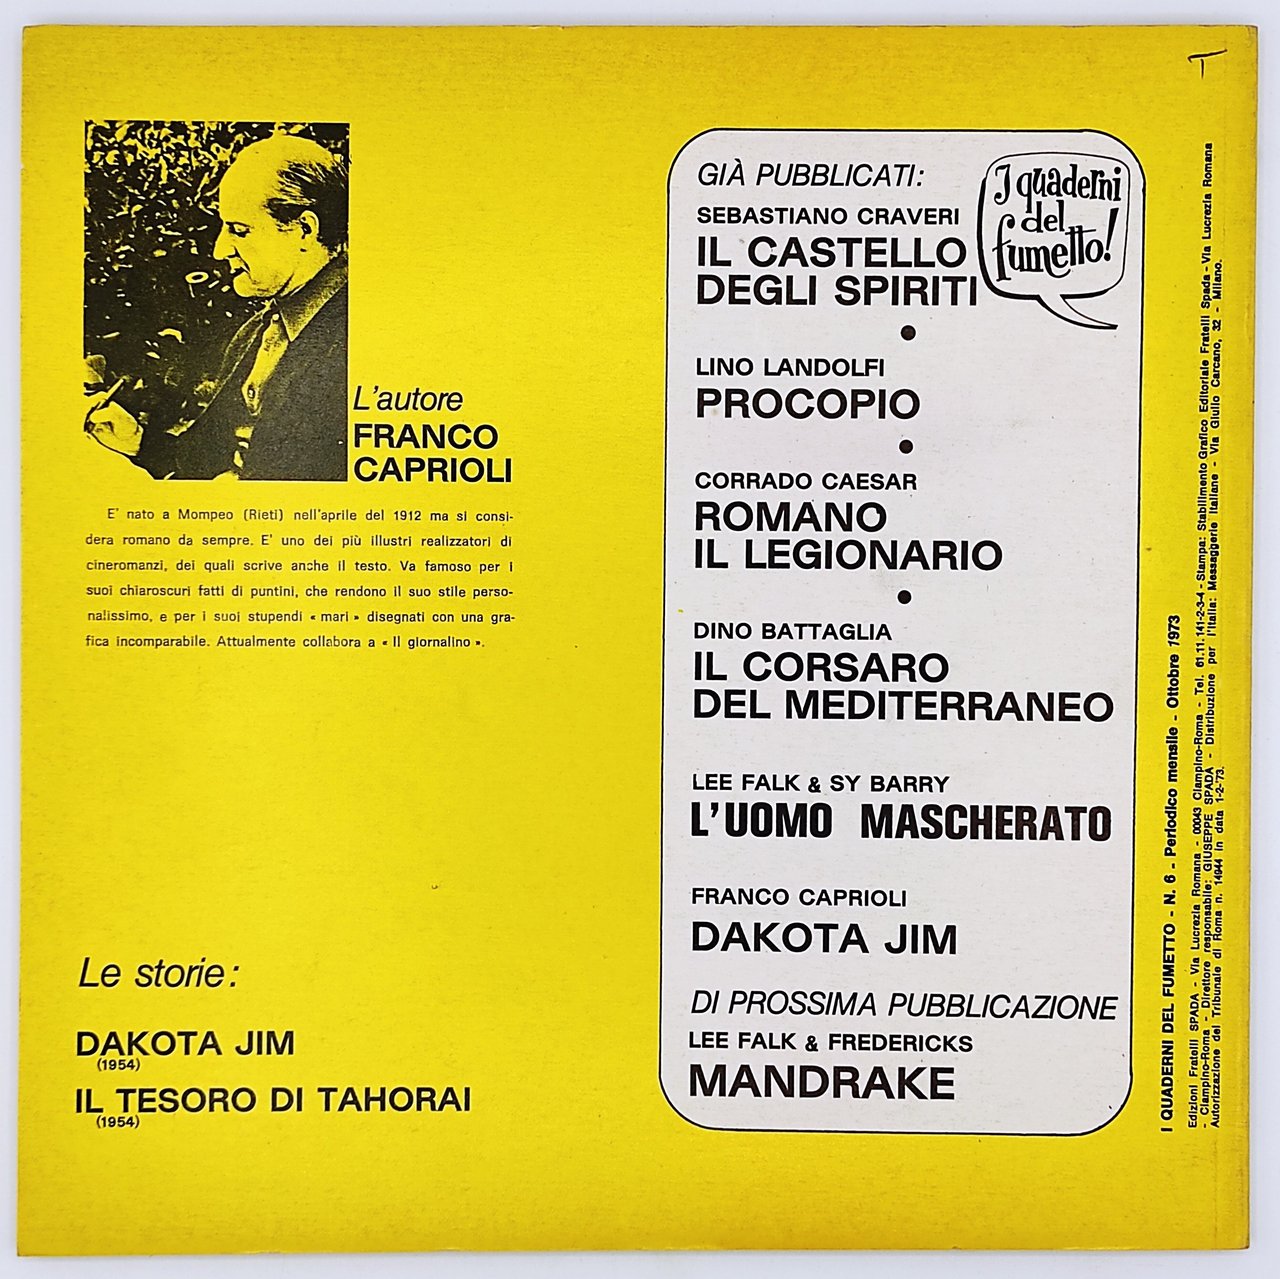 L'autore
FRANCO
CAPRIOLI
E' nato a Mompeo (Rieti) nell'aprile del 1912 ma si consi-
dera romano da sempre. E' uno dei più illustri realizzatori di
cineromanzi, dei quali scrive anche il testo. Va famoso per i
suoi chiaroscuri fatti di puntini, che rendono il suo stile perso-
nalissimo, e per i suoi stupendi « mari » disegnati con una gra-
fica incomparabile. Attualmente collabora a « Il giornalino ».
Le storie:
DAKOTA JIM
(1954)
IL TESORO DI TAHORAI
(1954)
GIÀ PUBBLICATI:
I quaderni
del
fumetto!
SEBASTIANO CRAVERI
IL CASTELLO
DEGLI SPIRITI
•
LINO LANDOLFI
PROCOPIO
•
CORRADO CAESAR
ROMANO
IL LEGIONARIO
•
DINO BATTAGLIA
IL CORSARO
DEL MEDITERRANEO
LEE FALK & SY BARRY
L'UOMO MASCHERATO
FRANCO CAPRIOLI
DAKOTA JIM
DI PROSSIMA PUBBLICAZIONE
LEE FALK & FREDERICKS
MANDRAKE
I QUADERNI DEL FUMETTO - N. 6 - Periodico mensile - Ottobre 1973
Edizioni Fratelli SPADA - Via Lucrezia Romana - 00043 Ciampino-Roma - Tel. 61.11.141-2-3-4 - Stampa: Stabilimento Grafico Editoriale Fratelli Spada - Via Lucrezia Romana
- Ciampino-Roma - Direttore responsabile: GIUSEPPE SPADA - Distribuzione per l'Italia: Messaggerie Italiane - Via Giulio Carcano, 32 - Milano.
Autorizzazione del Tribunale di Roma n. 14944 in data 1-2-'73.